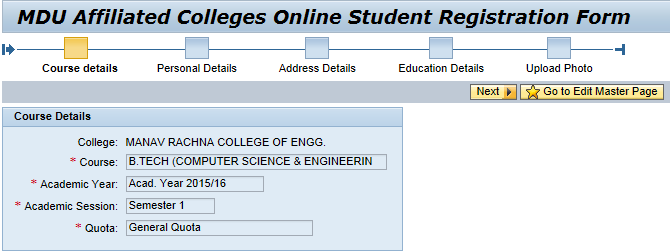 MDU Affiliated Colleges Online Student Registration Form
Course details Personal Details Address Details Education Details Upload Photo
Next Go to Edit Master Page
Course Details
College: MANAV RACHNA COLLEGE OF ENGG.
* Course: B.TECH (COMPUTER SCIENCE & ENGINEERIN
* Academic Year: Acad. Year 2015/16
* Academic Session: Semester 1
* Quota: General Quota